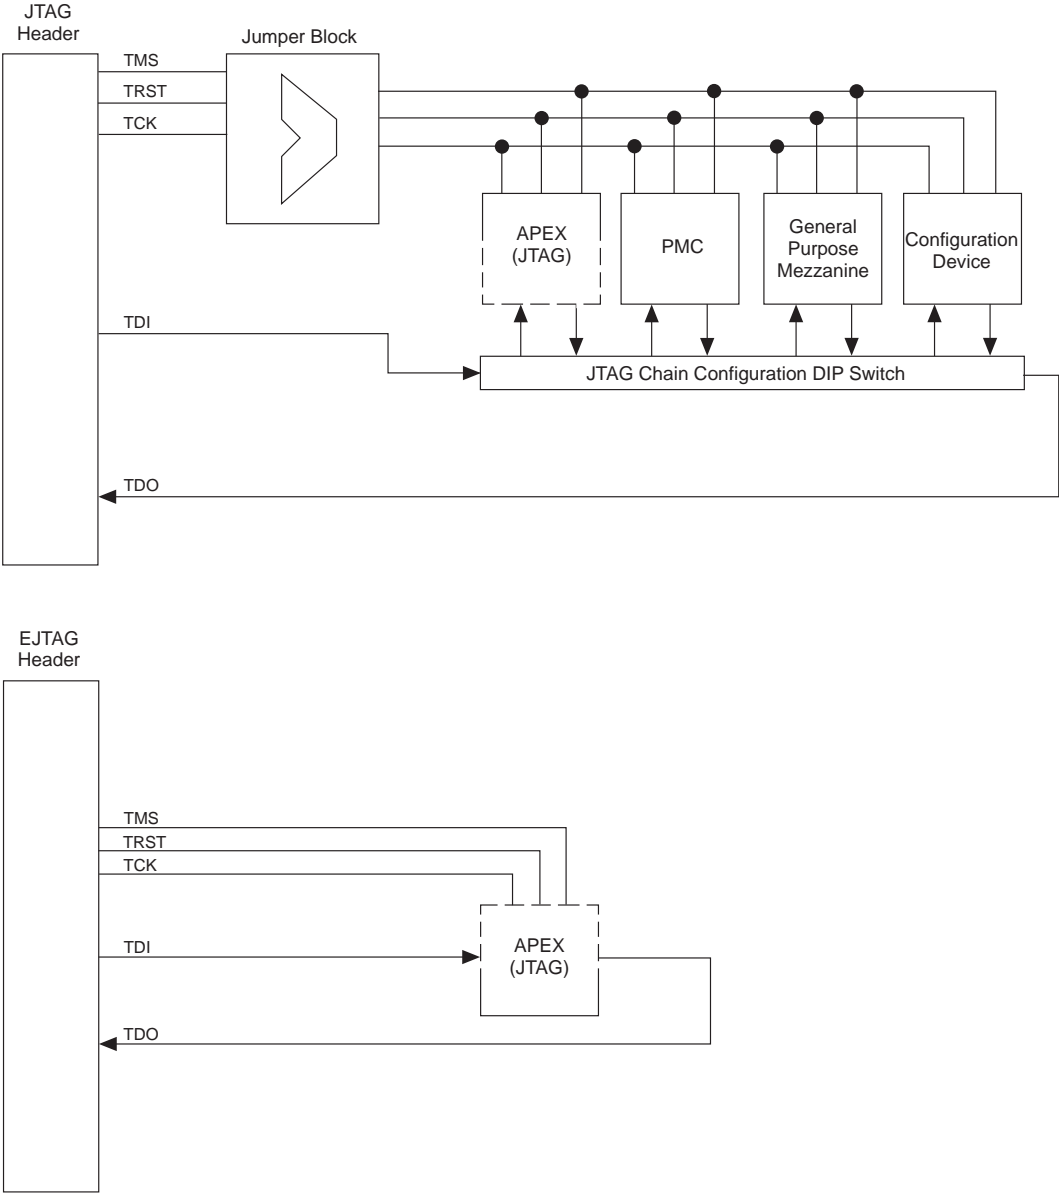 JTAG
Header
Jumper Block
TMS
TRST
TCK
APEX
(JTAG)
PMC
General
Purpose
Mezzanine
Configuration
Device
TDI
JTAG Chain Configuration DIP Switch
TDO
EJTAG
Header
TMS
TRST
TCK
TDI
APEX
(JTAG)
TDO